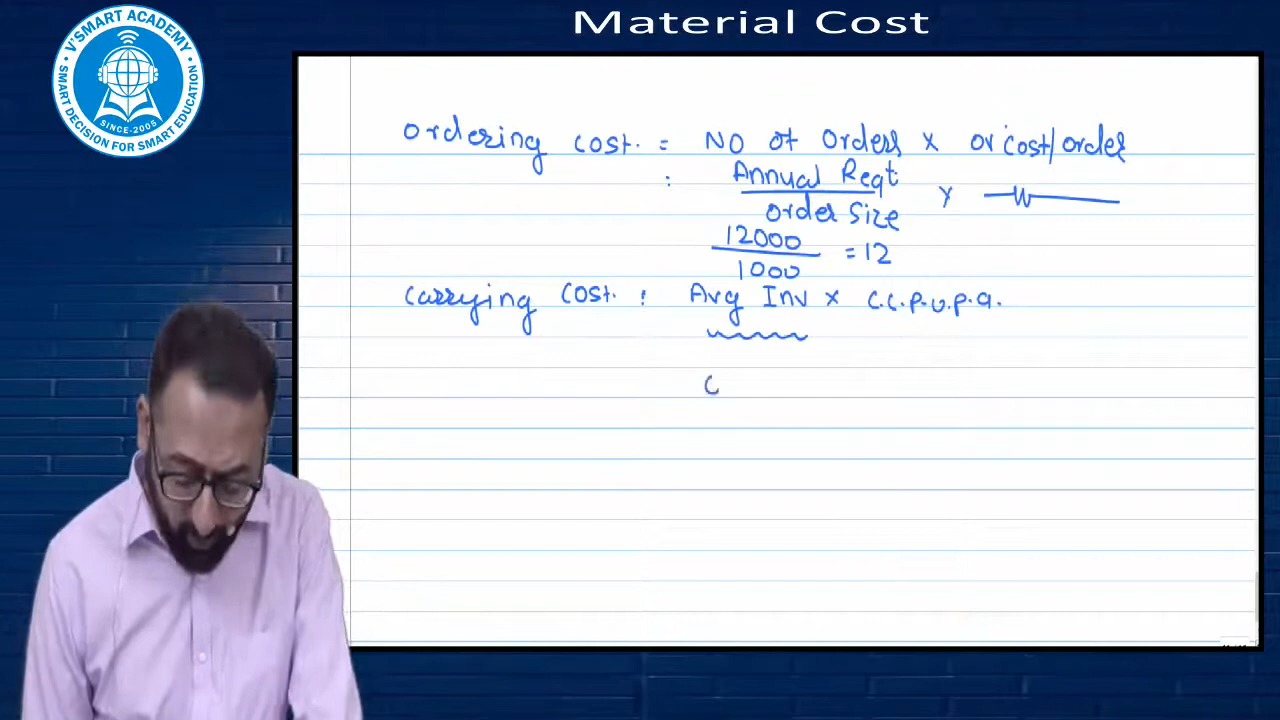 Material Cost
V'SMART ACADEMY
SMART DECISION FOR SMART EDUCATION
SINCE-2005
Ordering cost. = NO of Orders x Or cost/order
: Annual Reqt
Order Size
x —〃—
12000
1000
= 12
Carrying Cost : Avg Inv x C.C.P.U.P.a.
C